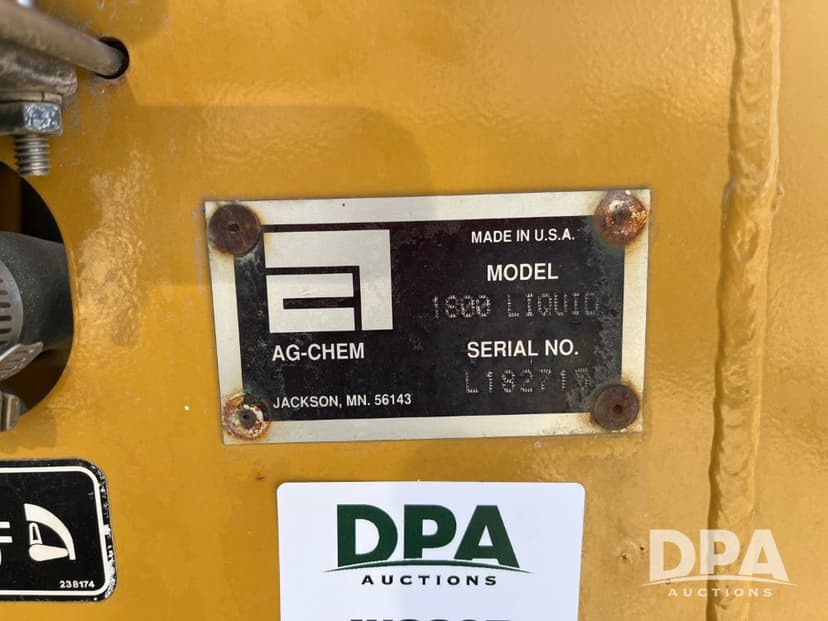 MADE IN U.S.A.
MODEL
1800 LIQUID
AG-CHEM
SERIAL NO.
JACKSON, MN. 56143
238174
DPA
AUCTIONS
DPA
AUCTIONS